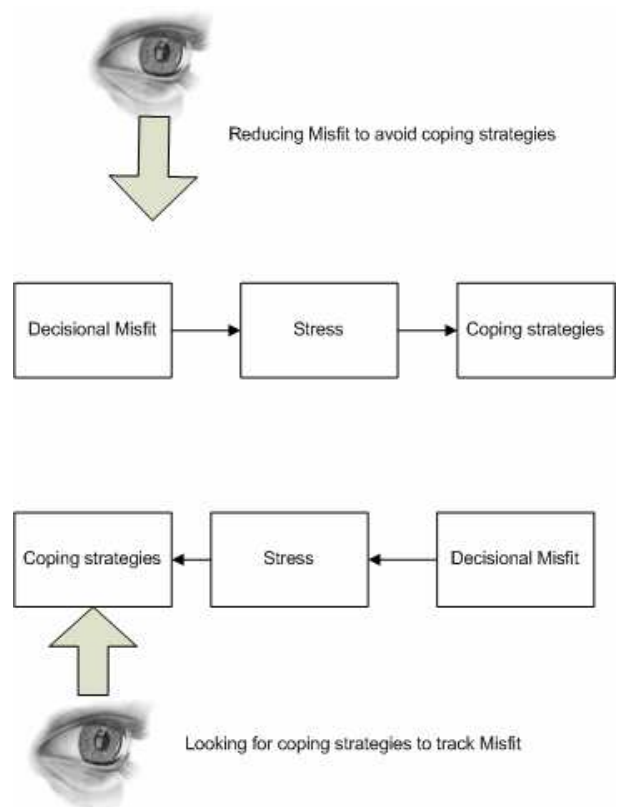 Reducing Misfit to avoid coping strategies
Decisional Misfit
Stress
Coping strategies
Coping strategies
Stress
Decisional Misfit
Looking for coping strategies to track Misfit